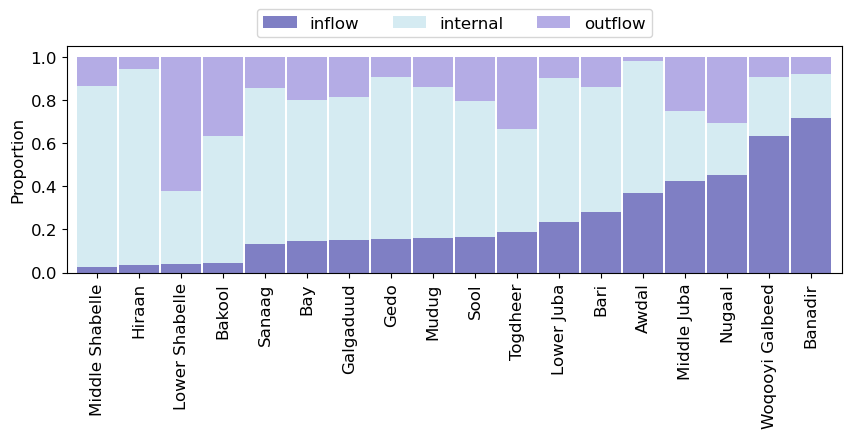 inflow internal outflow
Proportion
1.0
0.8
0.6
0.4
0.2
0.0
Middle Shabelle
Hiraan
Lower Shabelle
Bakool
Sanaag
Bay
Galgaduud
Gedo
Mudug
Sool
Togdheer
Lower Juba
Bari
Awdal
Middle Juba
Nugaal
Woqooyi Galbeed
Banadir